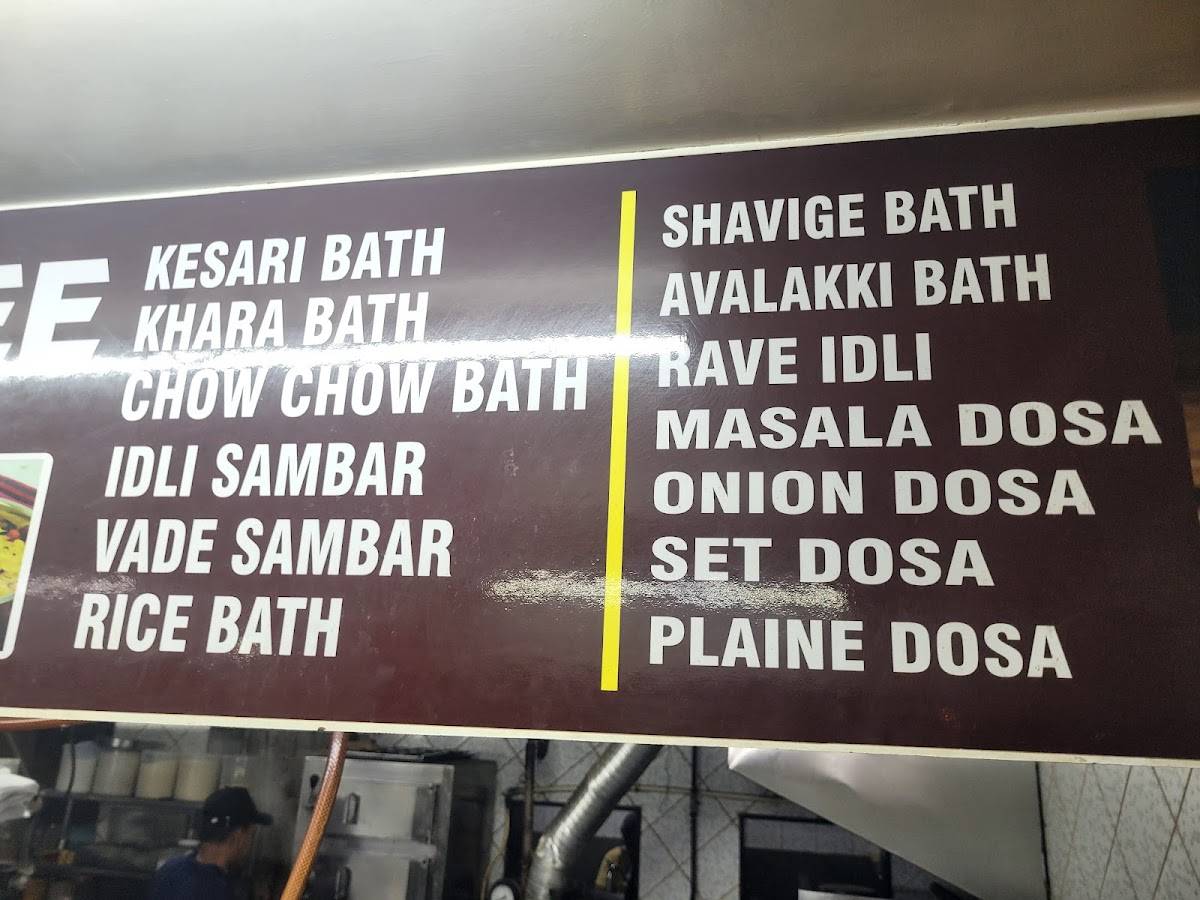 KESARI BATH
KHARA BATH
CHOW CHOW BATH
IDLI SAMBAR
VADE SAMBAR
RICE BATH
SHAVIGE BATH
AVALAKKI BATH
RAVE IDLI
MASALA DOSA
ONION DOSA
SET DOSA
PLAINE DOSA